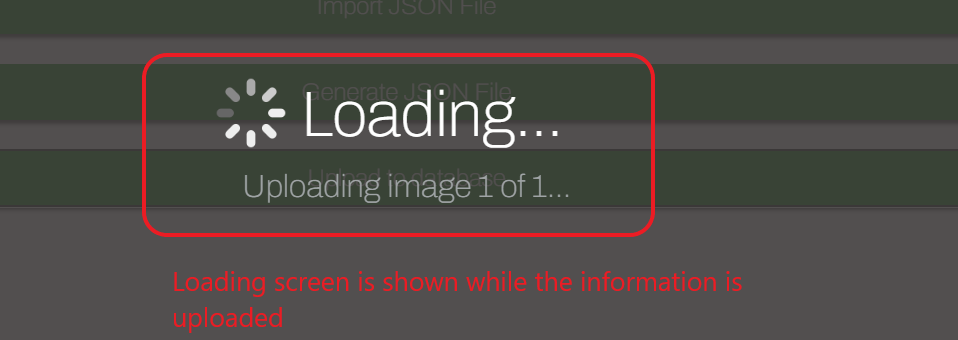 Import JSON File
Generate JSON File
Loading...
Upload to database
Uploading image 1 of 1...
Loading screen is shown while the information is
uploaded